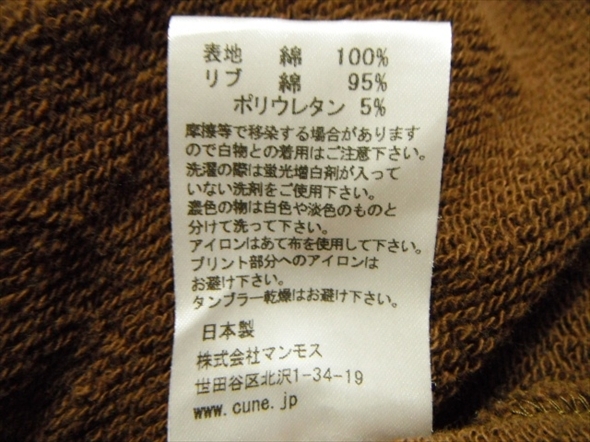 表地 綿 100%
リブ 綿 95%
ポリウレタン 5%
摩擦等で移染する場合があります
ので白物との着用はご注意下さい。
洗濯の際は蛍光増白剤が入って
いない洗剤をご使用下さい。
濃色の物は白色や淡色のものと
分けて洗って下さい。
アイロンはあて布を使用して下さい。
プリント部分へのアイロンは
お避け下さい。
タンブラー乾燥はお避け下さい。
日本製
株式会社マンモス
世田谷区北沢1-34-19
www.cune.jp